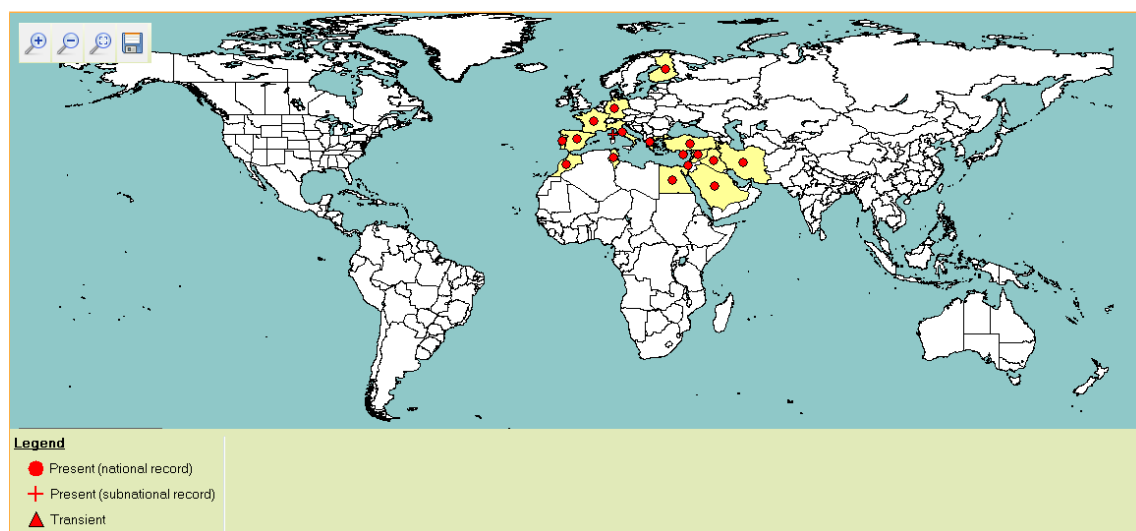 Legend
Present (national record)
Present (subnational record)
Transient